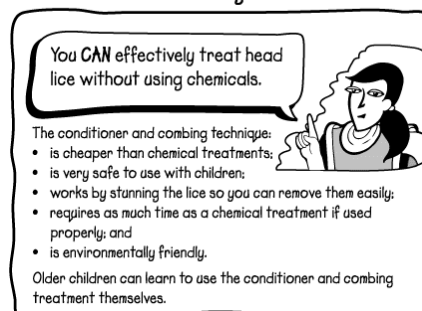 You CAN effectively treat head
lice without using chemicals.
The conditioner and combing technique:
• is cheaper than chemical treatments;
• is very safe to use with children;
• works by stunning the lice so you can remove them easily;
• requires as much time as a chemical treatment if used
properly; and
• is environmentally friendly.
Older children can learn to use the conditioner and combing
treatment themselves.